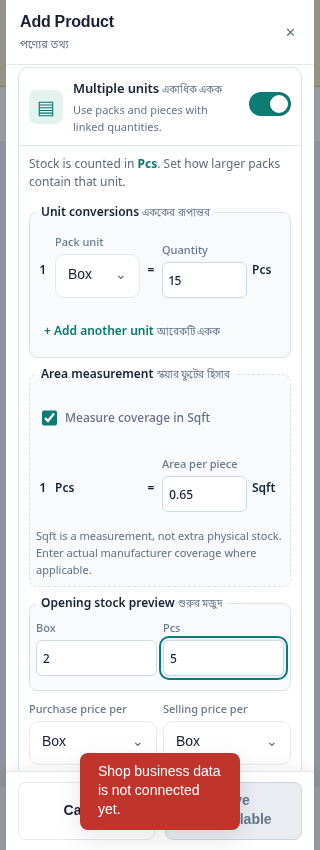 Add Product
পণ্যের তথ্য
×
Multiple units একাধিক একক
Use packs and pieces with
linked quantities.
Stock is counted in Pcs. Set how larger packs
contain that unit.
Unit conversions এককের রূপান্তর
Pack unit
Quantity
1 Box = 15 Pcs
+ Add another unit আরেকটি একক
Area measurement স্কয়ার ফুটের হিসাব
Measure coverage in Sqft
Area per piece
1 Pcs = 0.65 Sqft
Sqft is a measurement, not extra physical stock.
Enter actual manufacturer coverage where
applicable.
Opening stock preview শুরুর মজুদ
Box Pcs
2 5
Purchase price per Selling price per
Box Box
Shop business data
is not connected
yet.